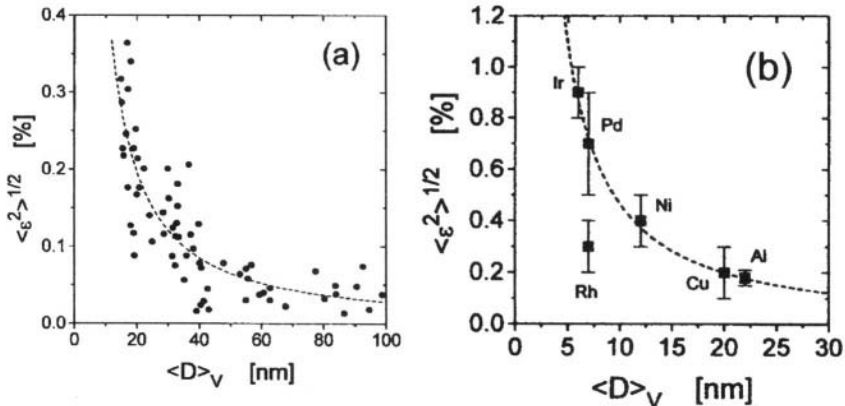 (a)
<ε²>^1/2 [%]
0.4
0.3
0.2
0.1
0.0
0 20 40 60 80 100
<D>_V [nm]
(b)
<ε²>^1/2 [%]
1.2
1.0
0.8
0.6
0.4
0.2
0.0
Ir
Pd
Ni
Rh
Cu
Al
0 5 10 15 20 25 30
<D>_V [nm]